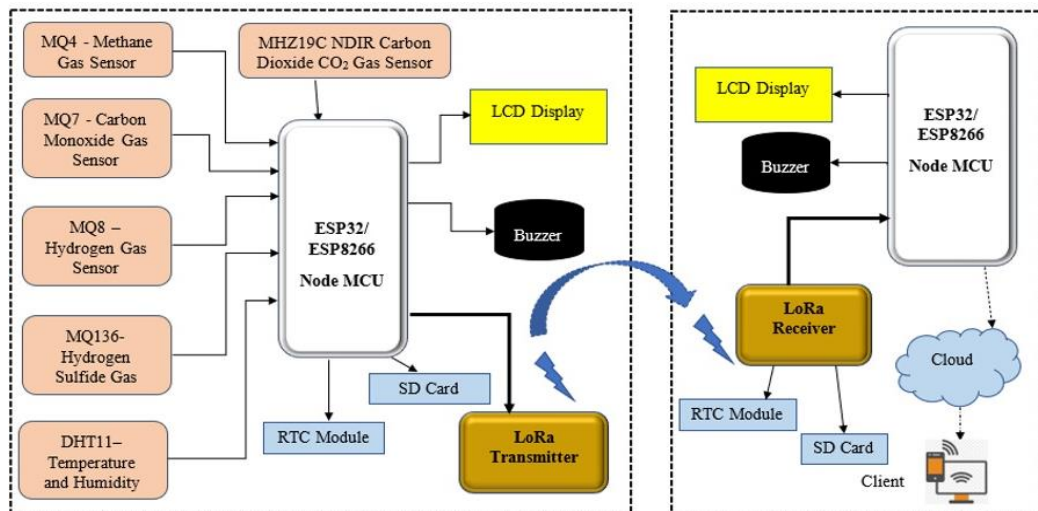 MQ4 - Methane
Gas Sensor
MHZ19C NDIR Carbon
Dioxide CO₂ Gas Sensor
MQ7 - Carbon
Monoxide Gas
Sensor
MQ8 –
Hydrogen Gas
Sensor
MQ136-
Hydrogen
Sulfide Gas
DHT11–
Temperature
and Humidity
ESP32/
ESP8266
Node MCU
LCD Display
Buzzer
SD Card
RTC Module
LoRa
Transmitter
LCD Display
Buzzer
ESP32/
ESP8266
Node MCU
LoRa
Receiver
RTC Module
SD Card
Cloud
Client